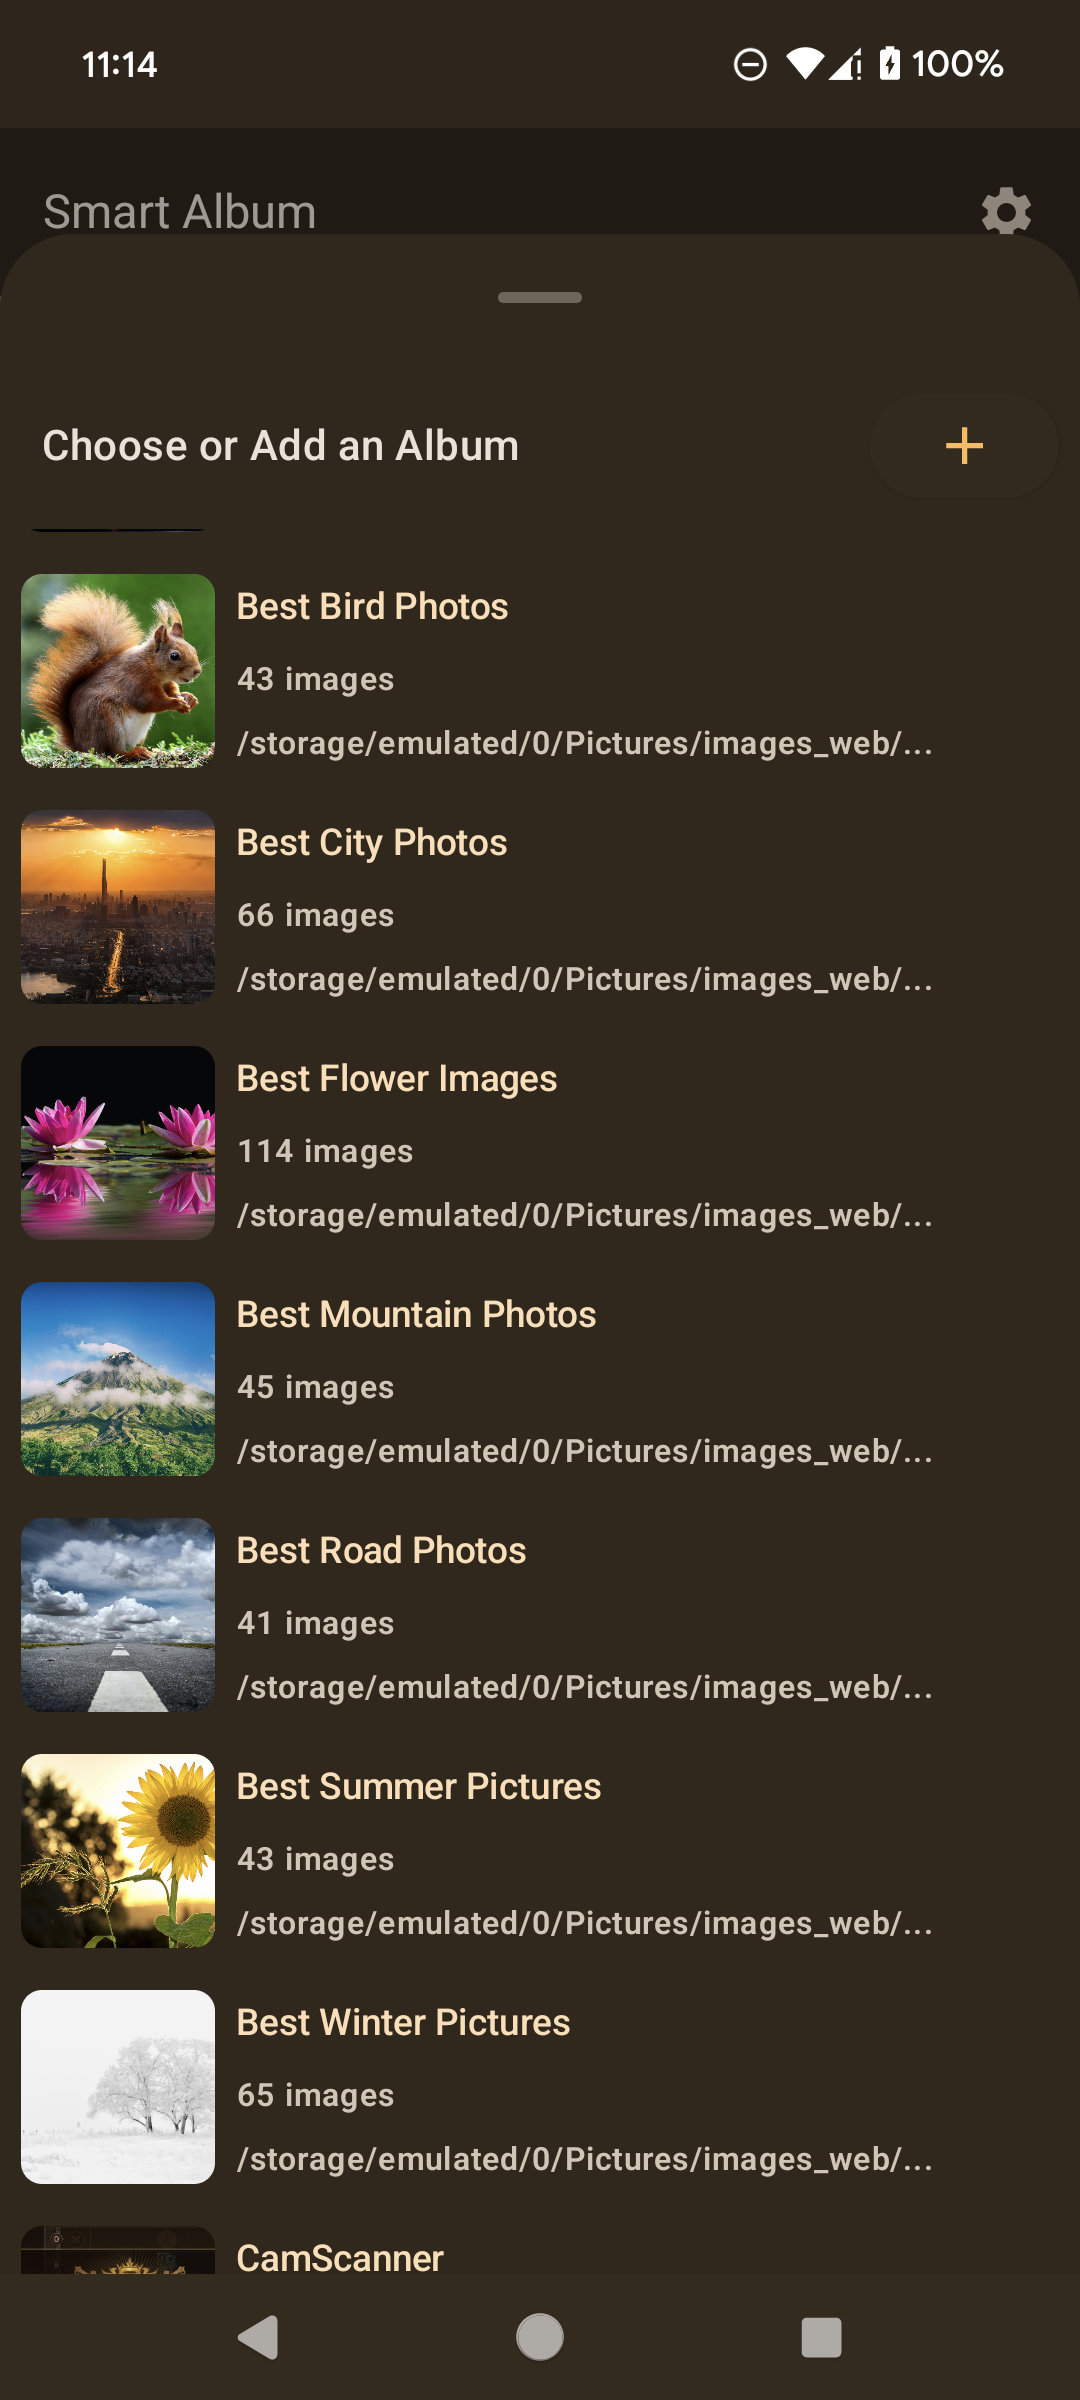 11:14
100%
Smart Album
Choose or Add an Album
Best Bird Photos
43 images
/storage/emulated/0/Pictures/images_web/...
Best City Photos
66 images
/storage/emulated/0/Pictures/images_web/...
Best Flower Images
114 images
/storage/emulated/0/Pictures/images_web/...
Best Mountain Photos
45 images
/storage/emulated/0/Pictures/images_web/...
Best Road Photos
41 images
/storage/emulated/0/Pictures/images_web/...
Best Summer Pictures
43 images
/storage/emulated/0/Pictures/images_web/...
Best Winter Pictures
65 images
/storage/emulated/0/Pictures/images_web/...
CamScanner